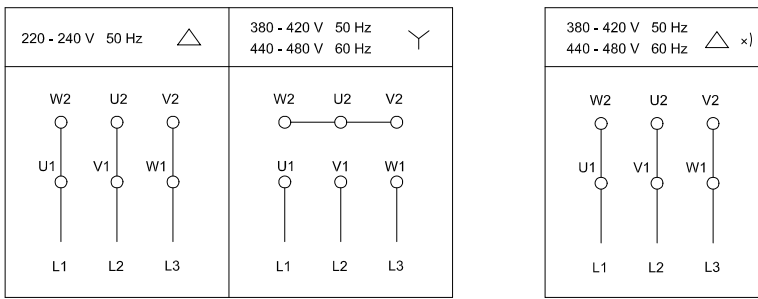 220 - 240 V 50 Hz
380 - 420 V 50 Hz
440 - 480 V 60 Hz
W2 U2 V2
U1 V1 W1
L1 L2 L3
W2 U2 V2
U1 V1 W1
L1 L2 L3
380 - 420 V 50 Hz
440 - 480 V 60 Hz
×)
W2 U2 V2
U1 V1 W1
L1 L2 L3